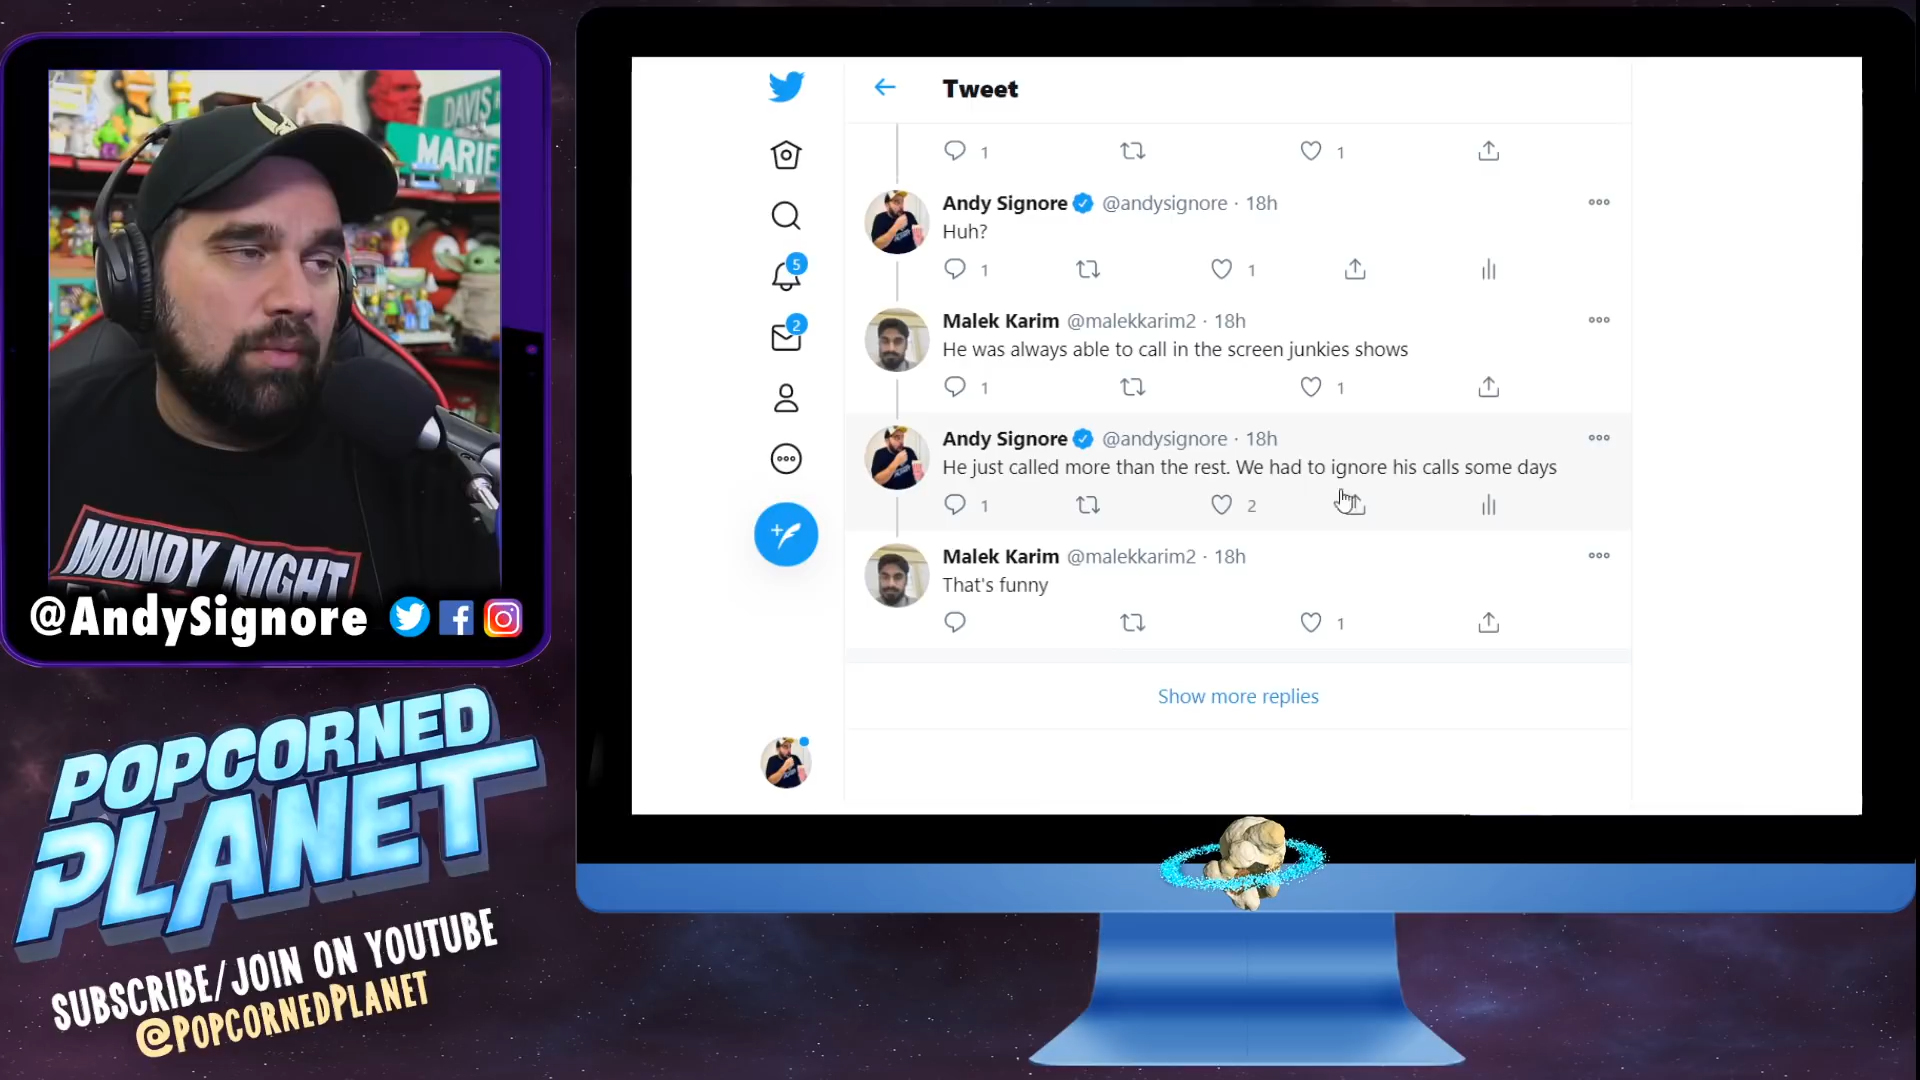 DAVIS
MARIE
MUNDY NIGHT
@AndySignore
POPCORNED
PLANET
SUBSCRIBE/JOIN ON YOUTUBE
@POPCORNEDPLANET
Tweet
1
1
Andy Signore @andysignore · 18h
Huh?
1
1
Malek Karim @malekkarim2 · 18h
He was always able to call in the screen junkies shows
1
1
Andy Signore @andysignore · 18h
He just called more than the rest. We had to ignore his calls some days
1
2
Malek Karim @malekkarim2 · 18h
That's funny
1
Show more replies
5
2